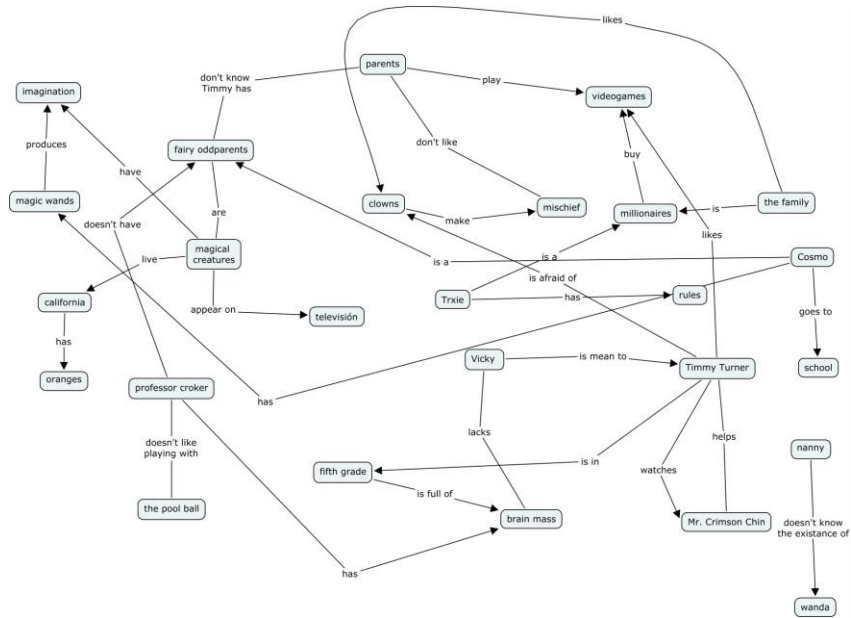 likes
parents
don't know
Timmy has
play
imagination
videogames
produces
don't like
fairy oddparents
buy
have
magic wands
doesn't have
are
clowns
make
mischief
millionaires
is
the family
likes
magical
creatures
live
is a
is a
Cosmo
is afraid of
california
appear on
televisión
Trxie
has
rules
goes to
has
Vicky
is mean to
Timmy Turner
school
oranges
professor croker
has
doesn't like
playing with
lacks
helps
nanny
fifth grade
is in
watches
is full of
the pool ball
brain mass
Mr. Crimson Chin
doesn't know
the existance of
has
wanda